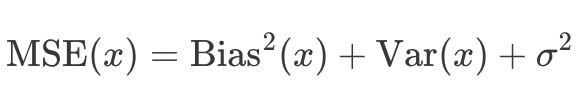 MSE(x) = Bias²(x) + Var(x) + σ²